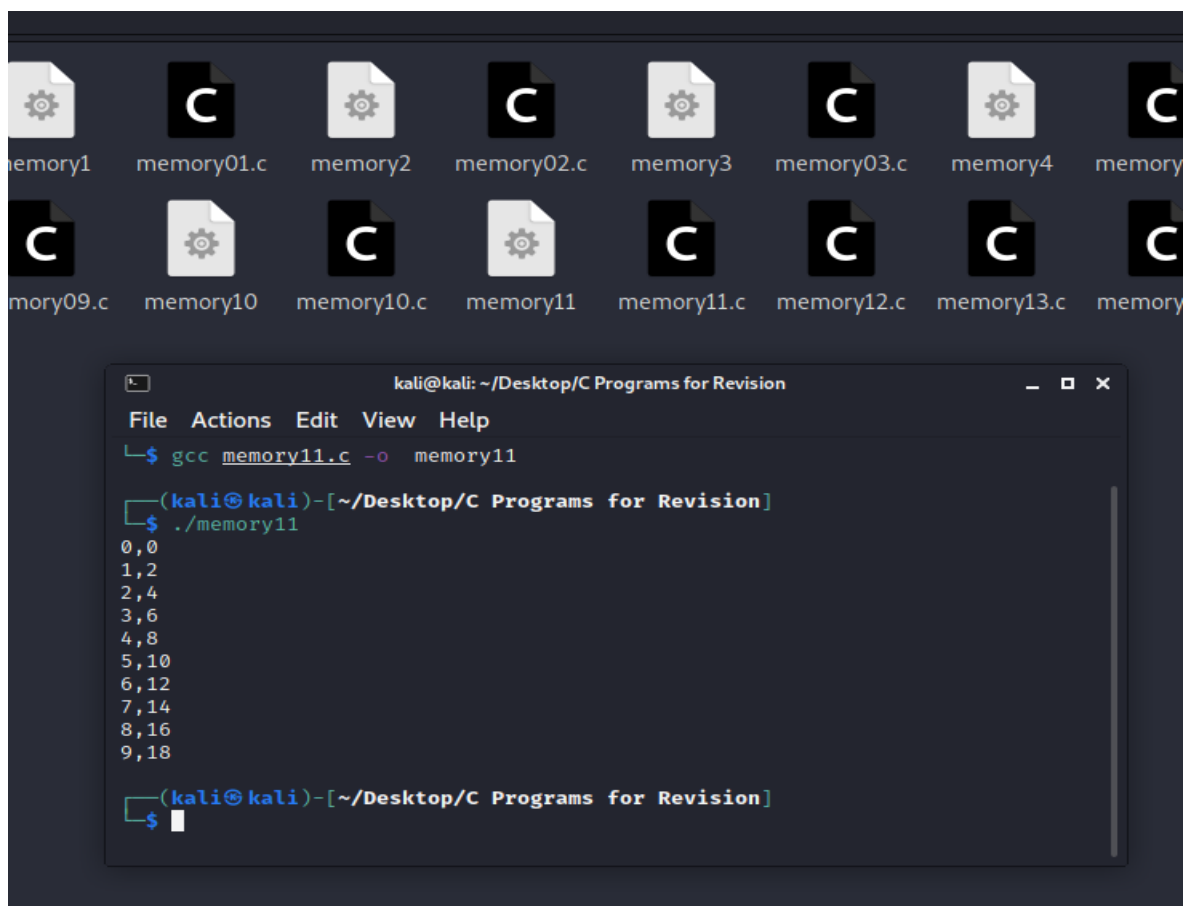 emory1 memory01.c memory2 memory02.c memory3 memory03.c memory4 memory
mory09.c memory10 memory10.c memory11 memory11.c memory12.c memory13.c memory
kali@kali: ~/Desktop/C Programs for Revision
File Actions Edit View Help
└─$ gcc memory11.c -o  memory11
┌──(kali㉿kali)-[~/Desktop/C Programs for Revision]
└─$ ./memory11
0,0
1,2
2,4
3,6
4,8
5,10
6,12
7,14
8,16
9,18
┌──(kali㉿kali)-[~/Desktop/C Programs for Revision]
└─$